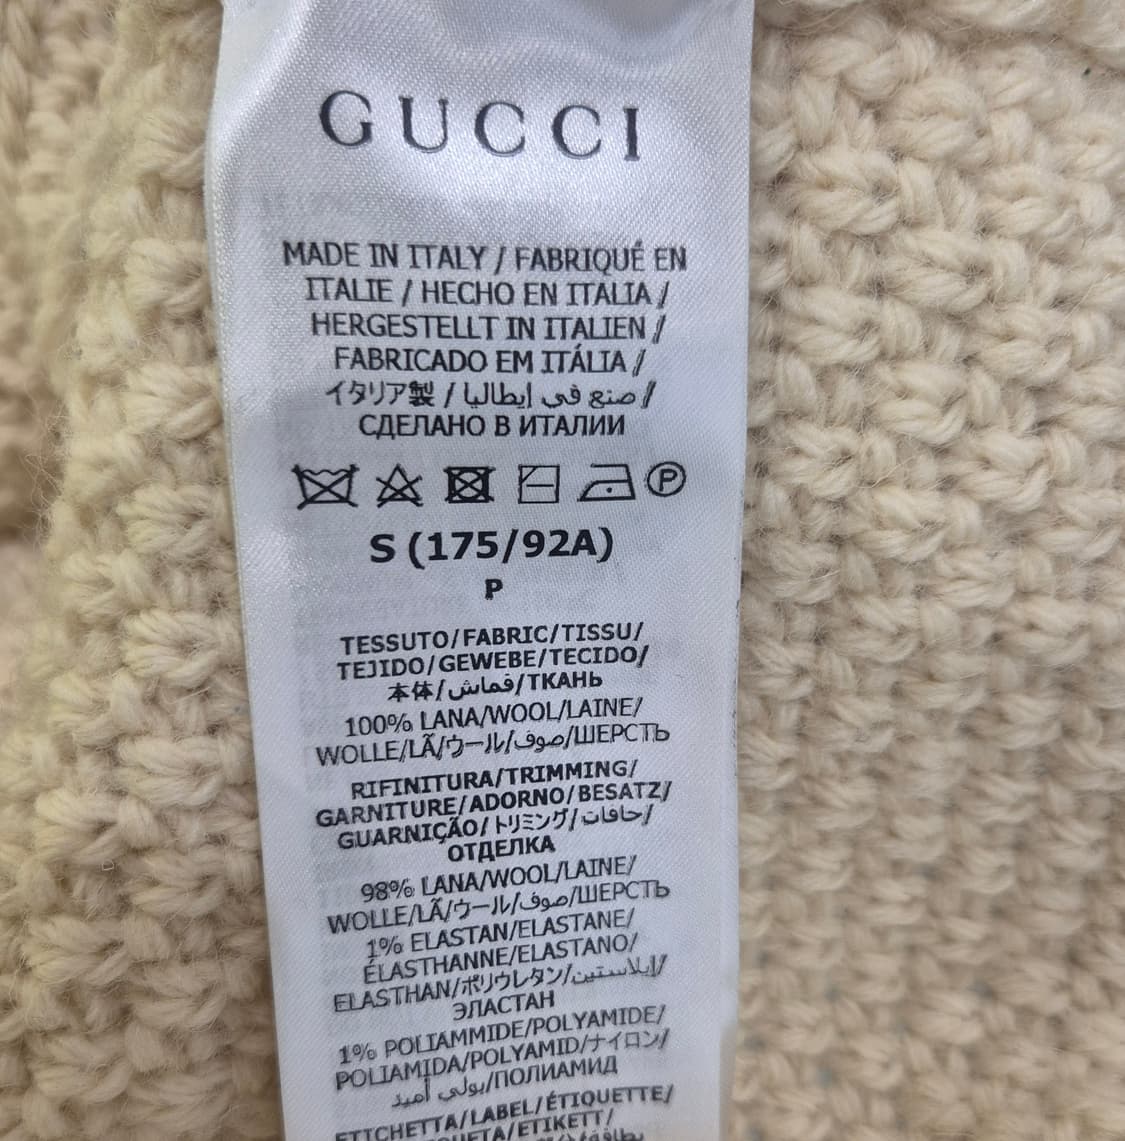 GUCCI
MADE IN ITALY / FABRIQUÉ EN
ITALIE / HECHO EN ITALIA /
HERGESTELLT IN ITALIEN /
FABRICADO EM ITÁLIA /
イタリア製 / صنع في إيطاليا /
СДЕЛАНО В ИТАЛИИ
P
S (175/92A)
P
TESSUTO/FABRIC/TISSU/
TEJIDO/GEWEBE/TECIDO/
本体/قماش/ТКАНЬ
100% LANA/WOOL/LAINE/
WOLLE/LÃ/ウール/صوف/ШЕРСТЬ
RIFINITURA/TRIMMING/
GARNITURE/ADORNO/BESATZ/
GUARNIÇÃO/トリミング/حافات/
ОТДЕЛКА
98% LANA/WOOL/LAINE/
WOLLE/LÃ/ウール/صوف/ШЕРСТЬ
1% ELASTAN/ELASTANE/
ÉLASTHANNE/ELASTANO/
ELASTHAN/ポリウレタン/إيلاستين/
ЭЛАСТАН
1% POLIAMMIDE/POLYAMIDE/
POLIAMIDA/POLYAMID/ナイロン/
بولي أميد/ПОЛИАМИД
ETICHETTA/LABEL/ÉTIQUETTE/
/ETIKETT/